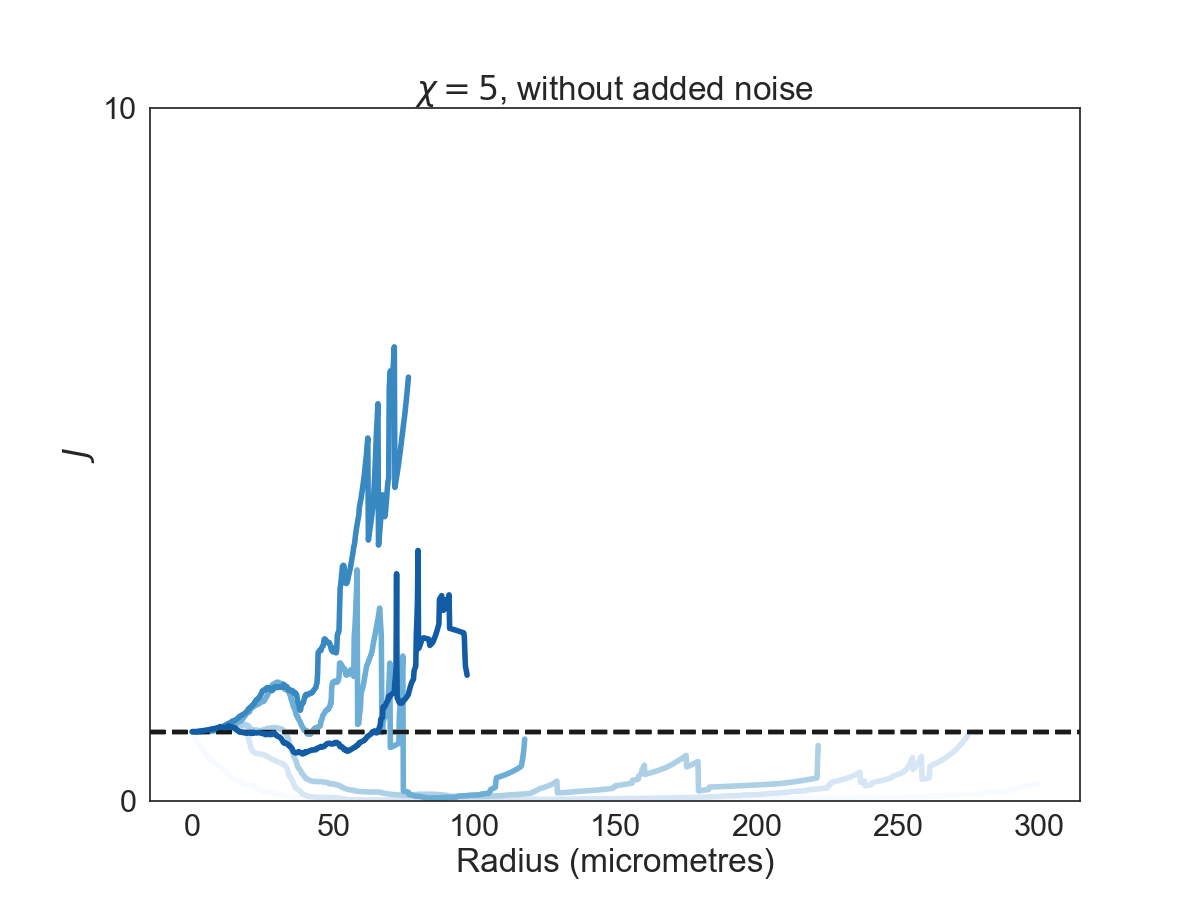 χ = 5, without added noise
10
J
0
0 50 100 150 200 250 300
Radius (micrometres)